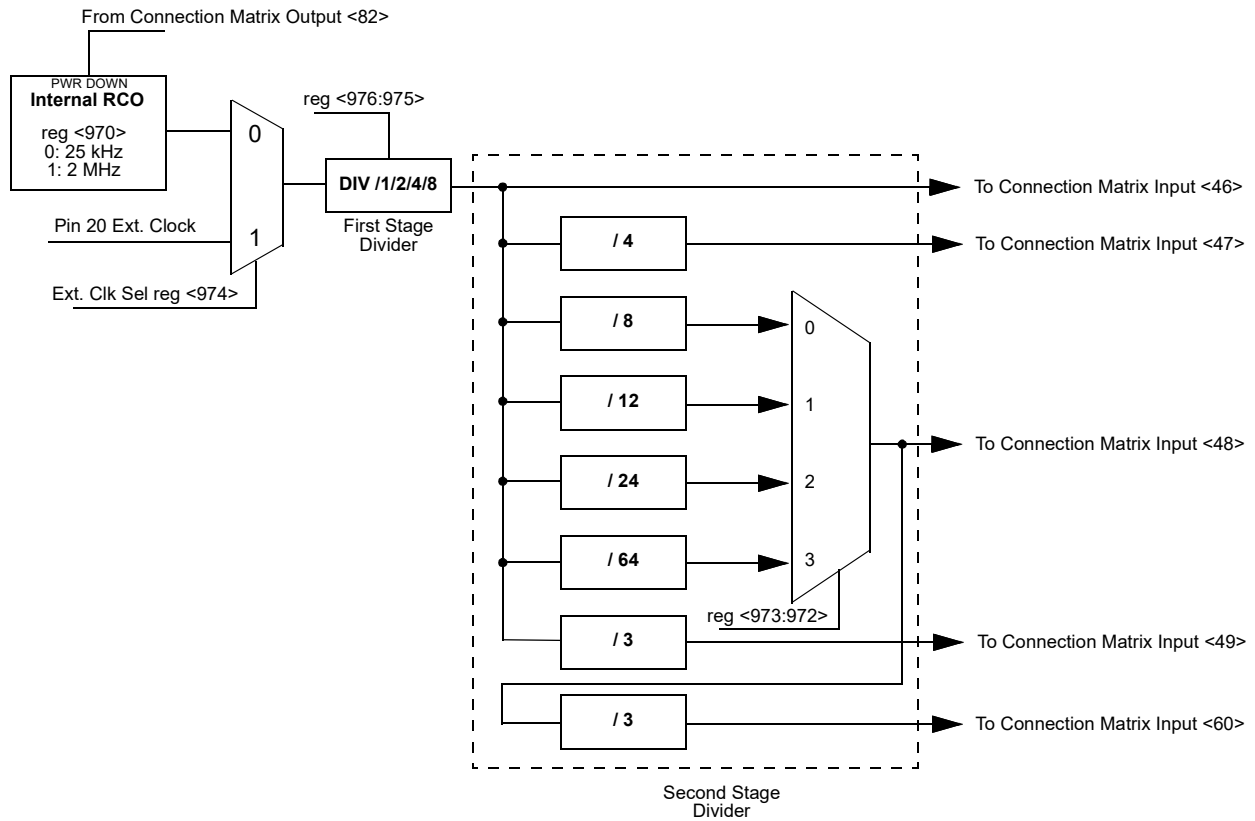 From Connection Matrix Output <82>
PWR DOWN
Internal RCO
reg <970>
0: 25 kHz
1: 2 MHz
0
Pin 20 Ext. Clock
1
Ext. Clk Sel reg <974>
reg <976:975>
DIV /1/2/4/8
First Stage
Divider
To Connection Matrix Input <46>
/ 4
To Connection Matrix Input <47>
/ 8
0
/ 12
1
To Connection Matrix Input <48>
/ 24
2
/ 64
3
reg <973:972>
/ 3
To Connection Matrix Input <49>
/ 3
To Connection Matrix Input <60>
Second Stage
Divider